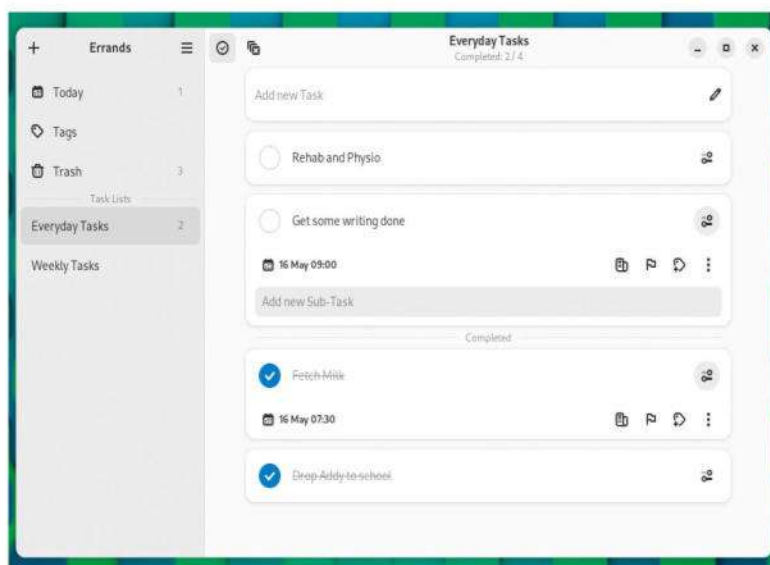 Errands
Today 1
Tags
Trash 3
Task Lists
Everyday Tasks 2
Weekly Tasks
Everyday Tasks
Completed: 2 / 4
Add new Task
Rehab and Physio
Get some writing done
16 May 09:00
Add new Sub-Task
Completed
Fetch Milk
16 May 07:30
Drop Addy to school